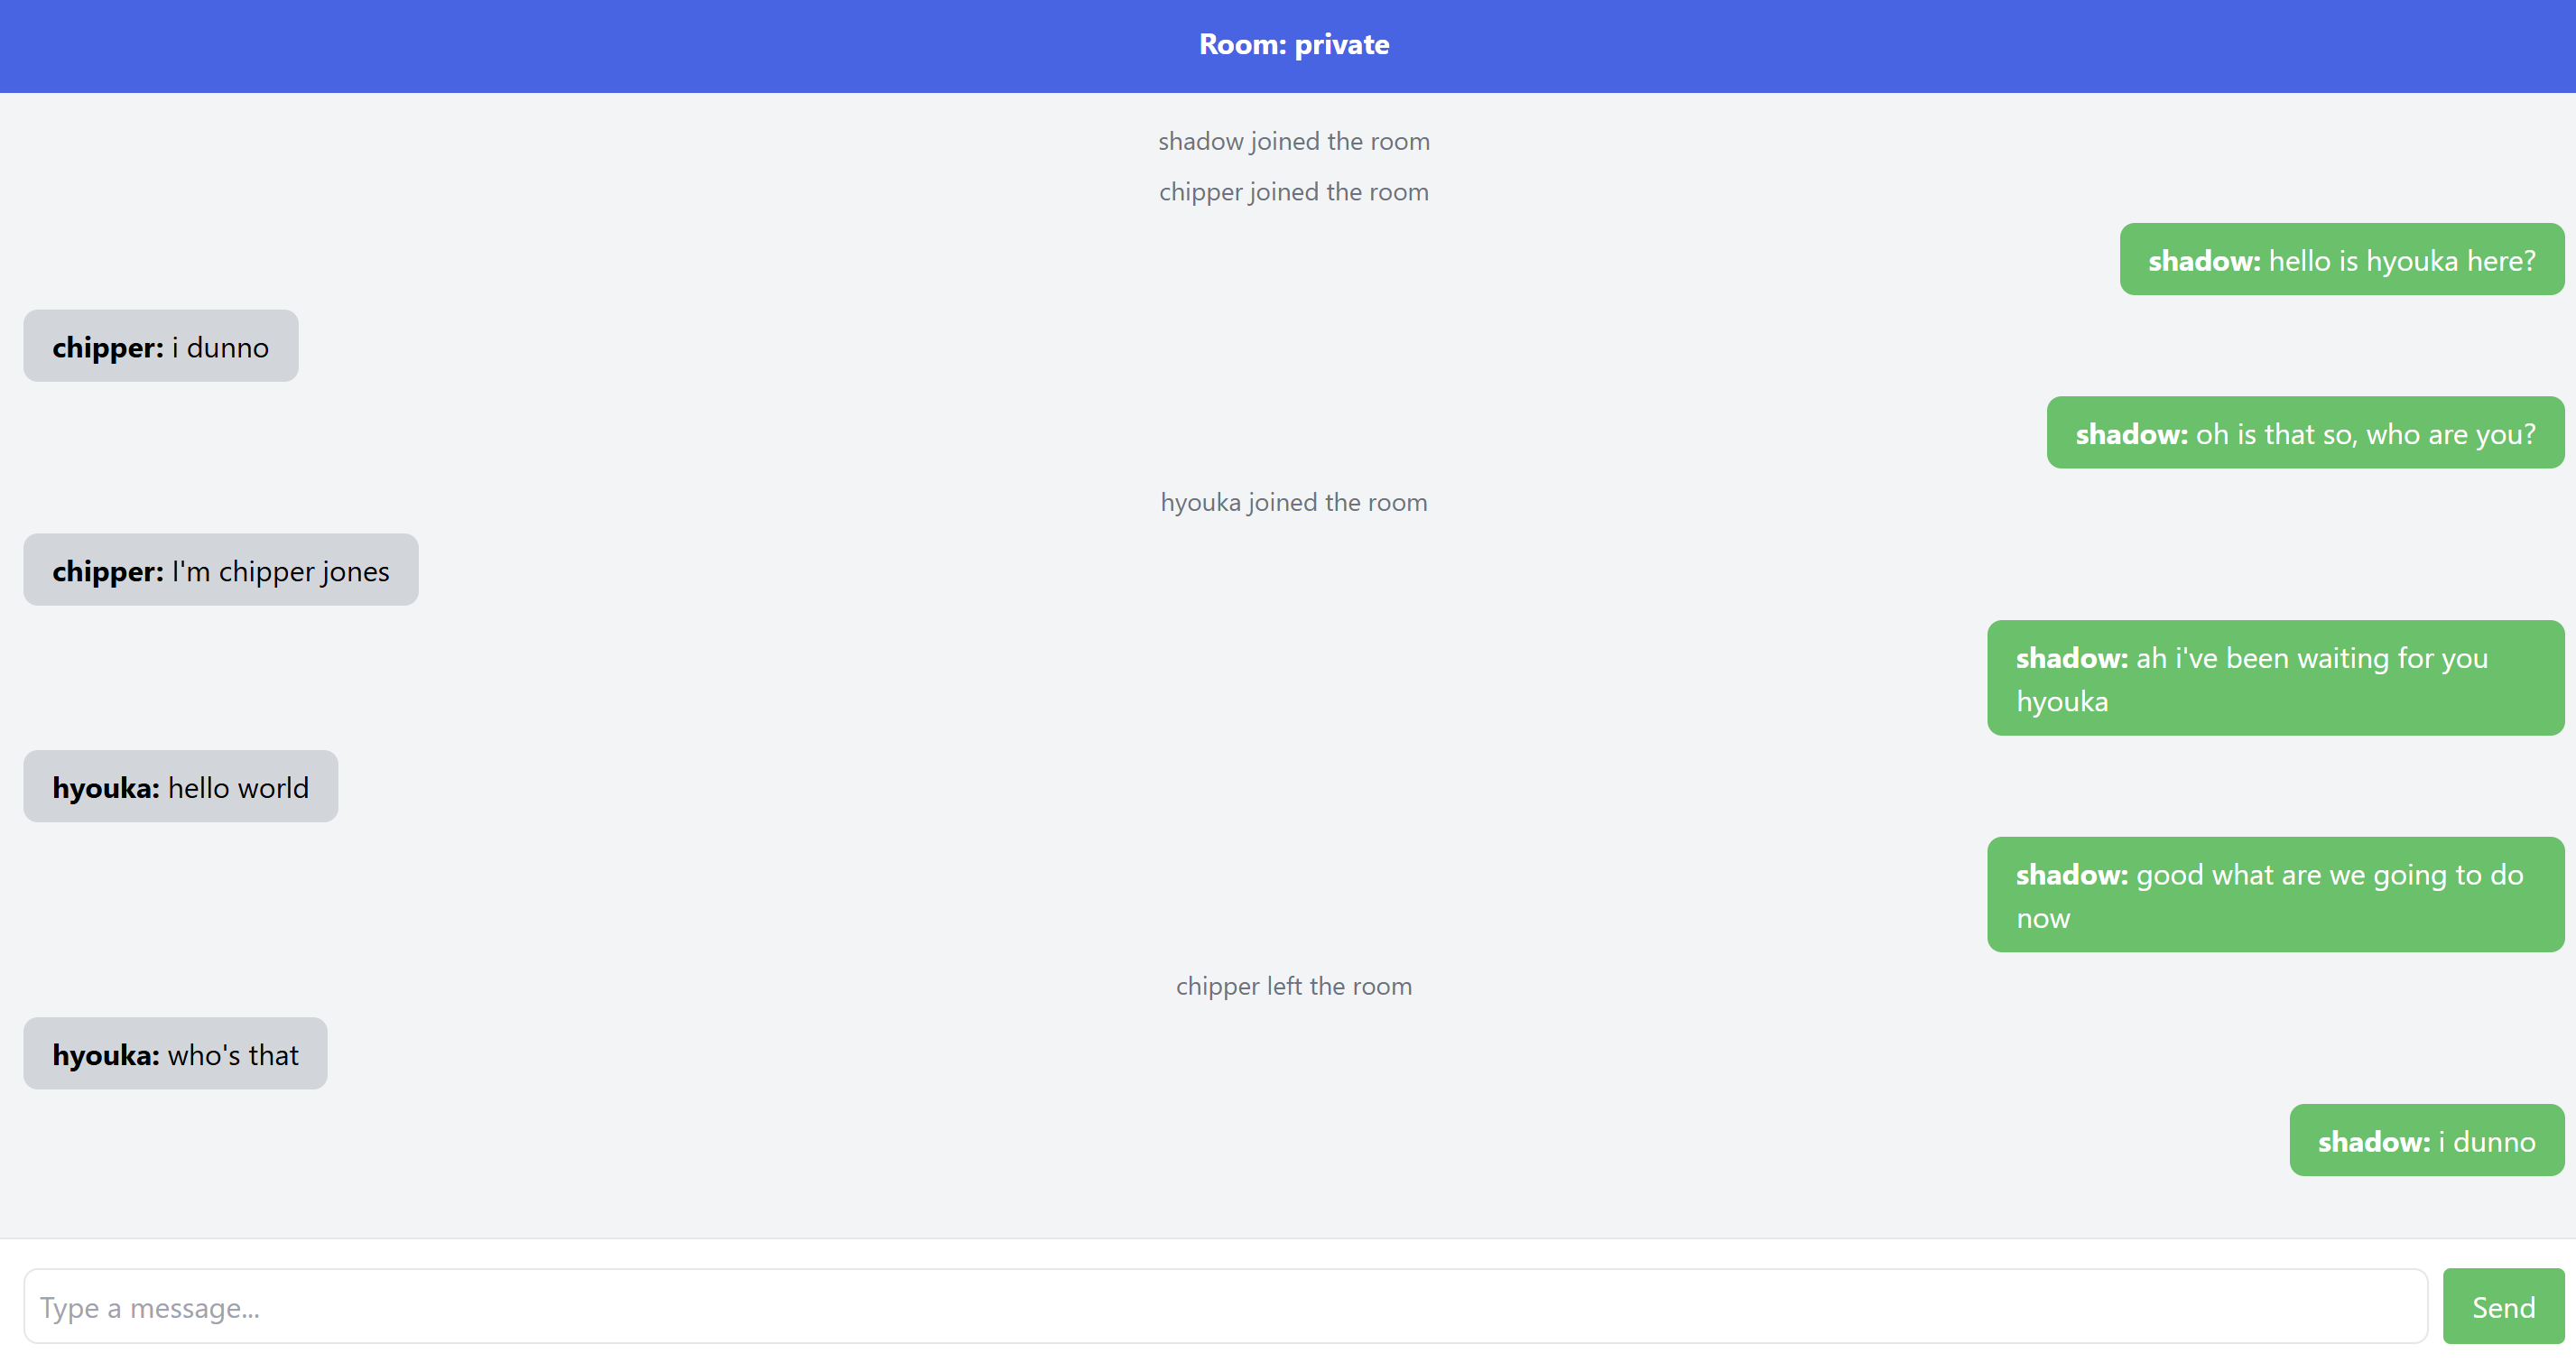 Room: private
shadow joined the room
chipper joined the room
shadow: hello is hyouka here?
chipper: i dunno
shadow: oh is that so, who are you?
hyouka joined the room
chipper: I'm chipper jones
shadow: ah i've been waiting for you
hyouka
hyouka: hello world
shadow: good what are we going to do
now
chipper left the room
hyouka: who's that
shadow: i dunno
Type a message...
Send